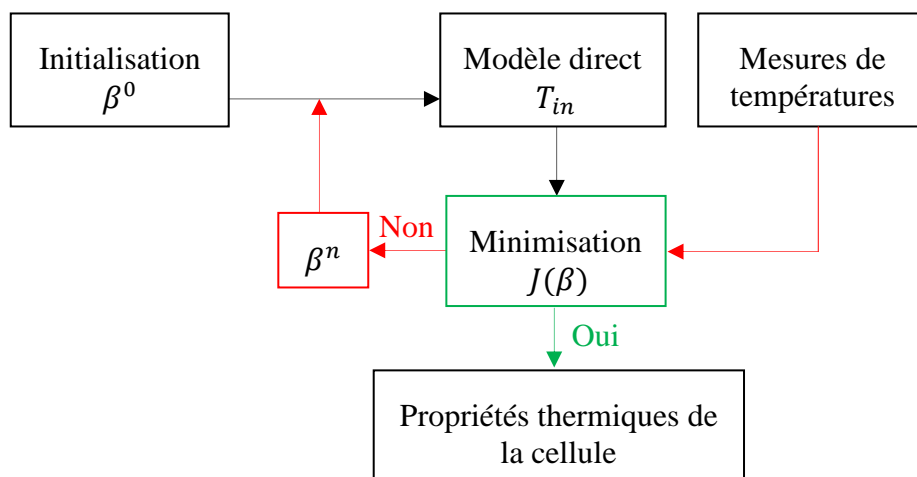 Initialisation
β⁰
Modèle direct
T_in
Mesures de
températures
Non
βⁿ
Minimisation
J(β)
Oui
Propriétés thermiques de
la cellule